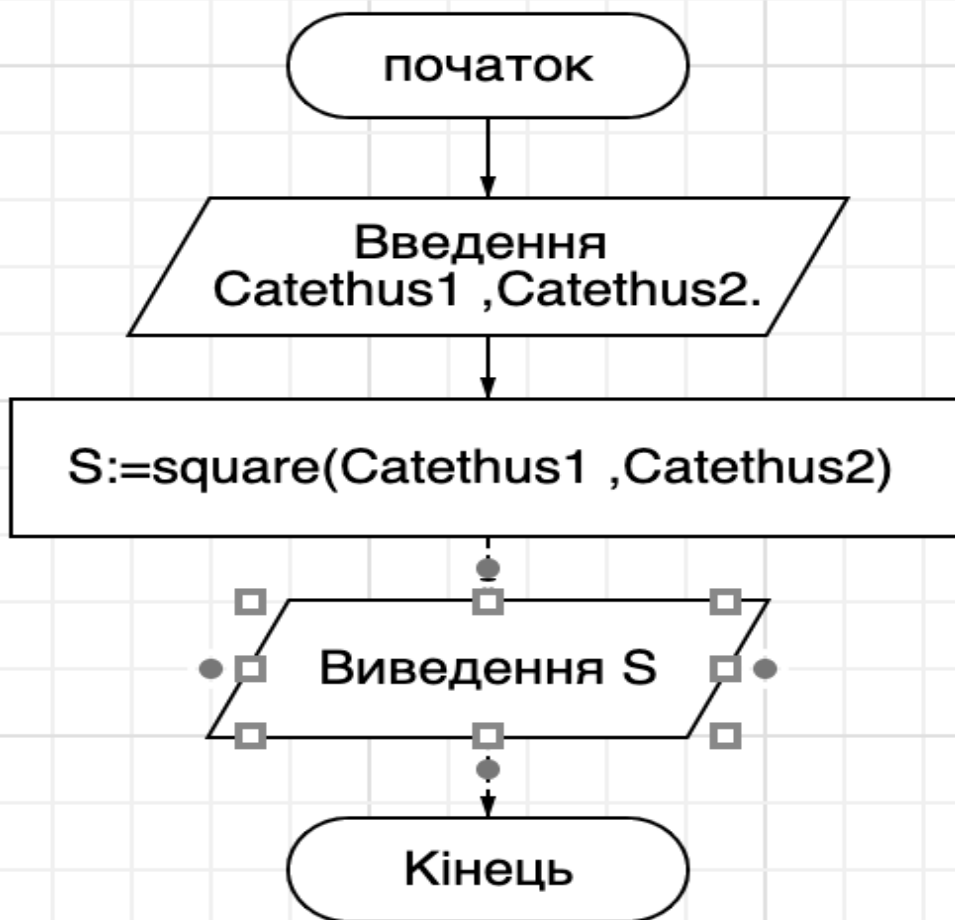 початок
Введення
Catethus1 ,Catethus2.
S:=square(Catethus1 ,Catethus2)
Виведення S
Кінець